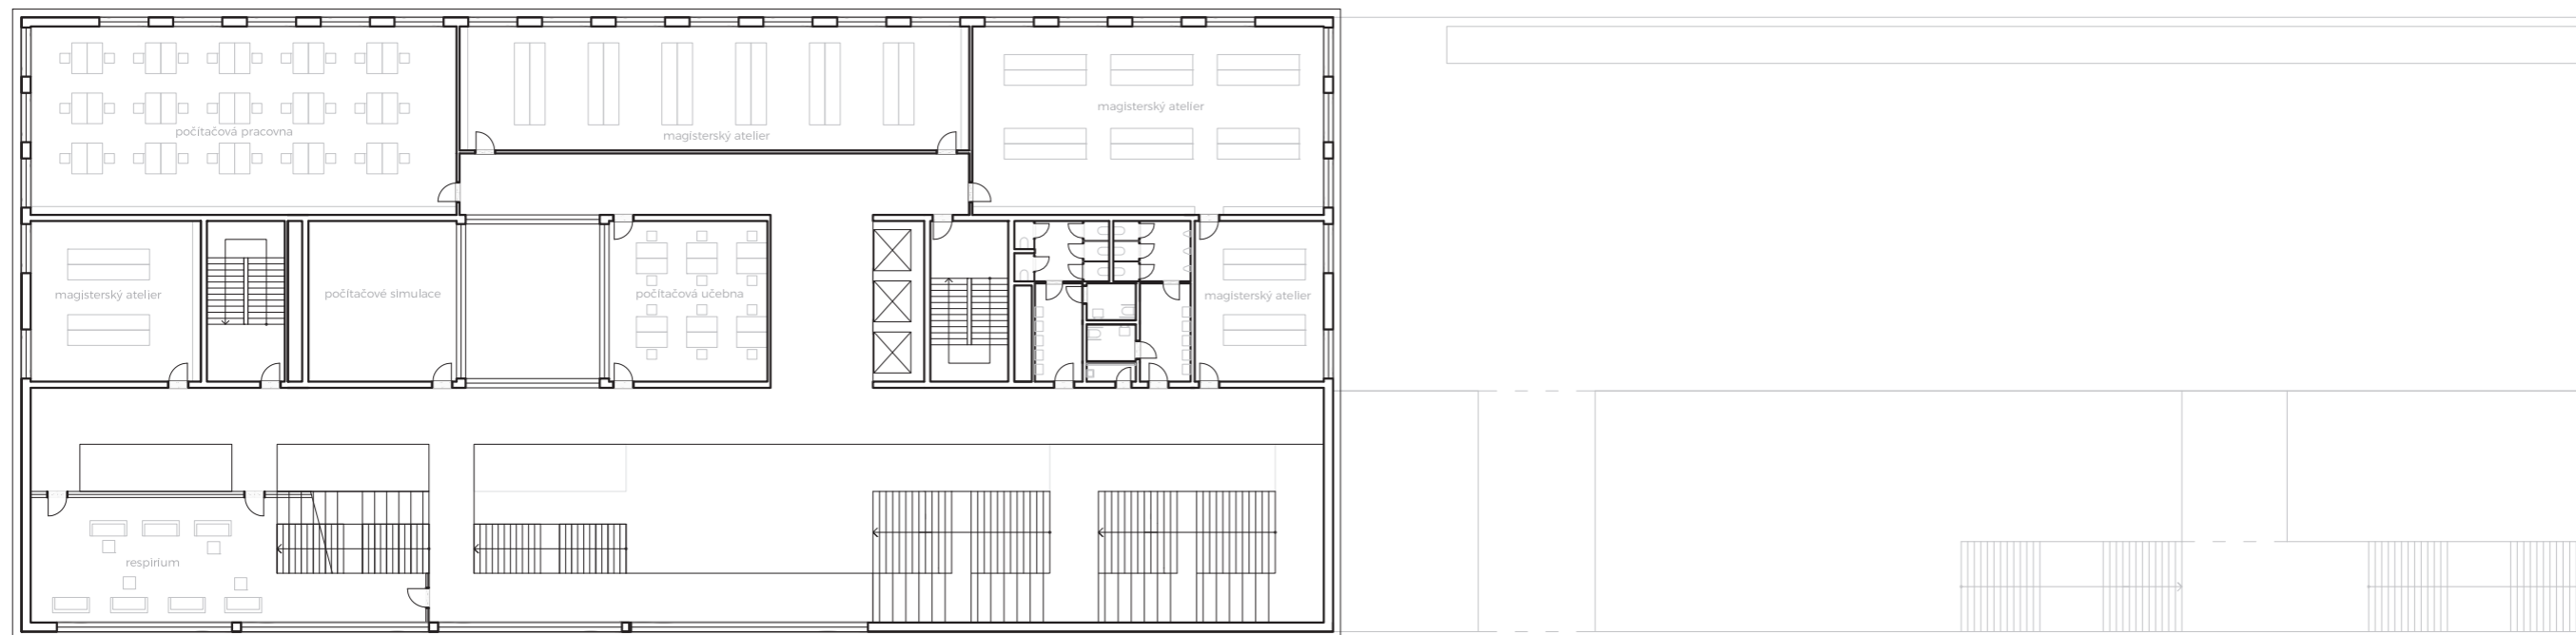 magisterský atelier
počítačová pracovna
magisterský atelier
magisterský atelier
počítačové simulace
počítačová učebna
magisterský atelier
respirium